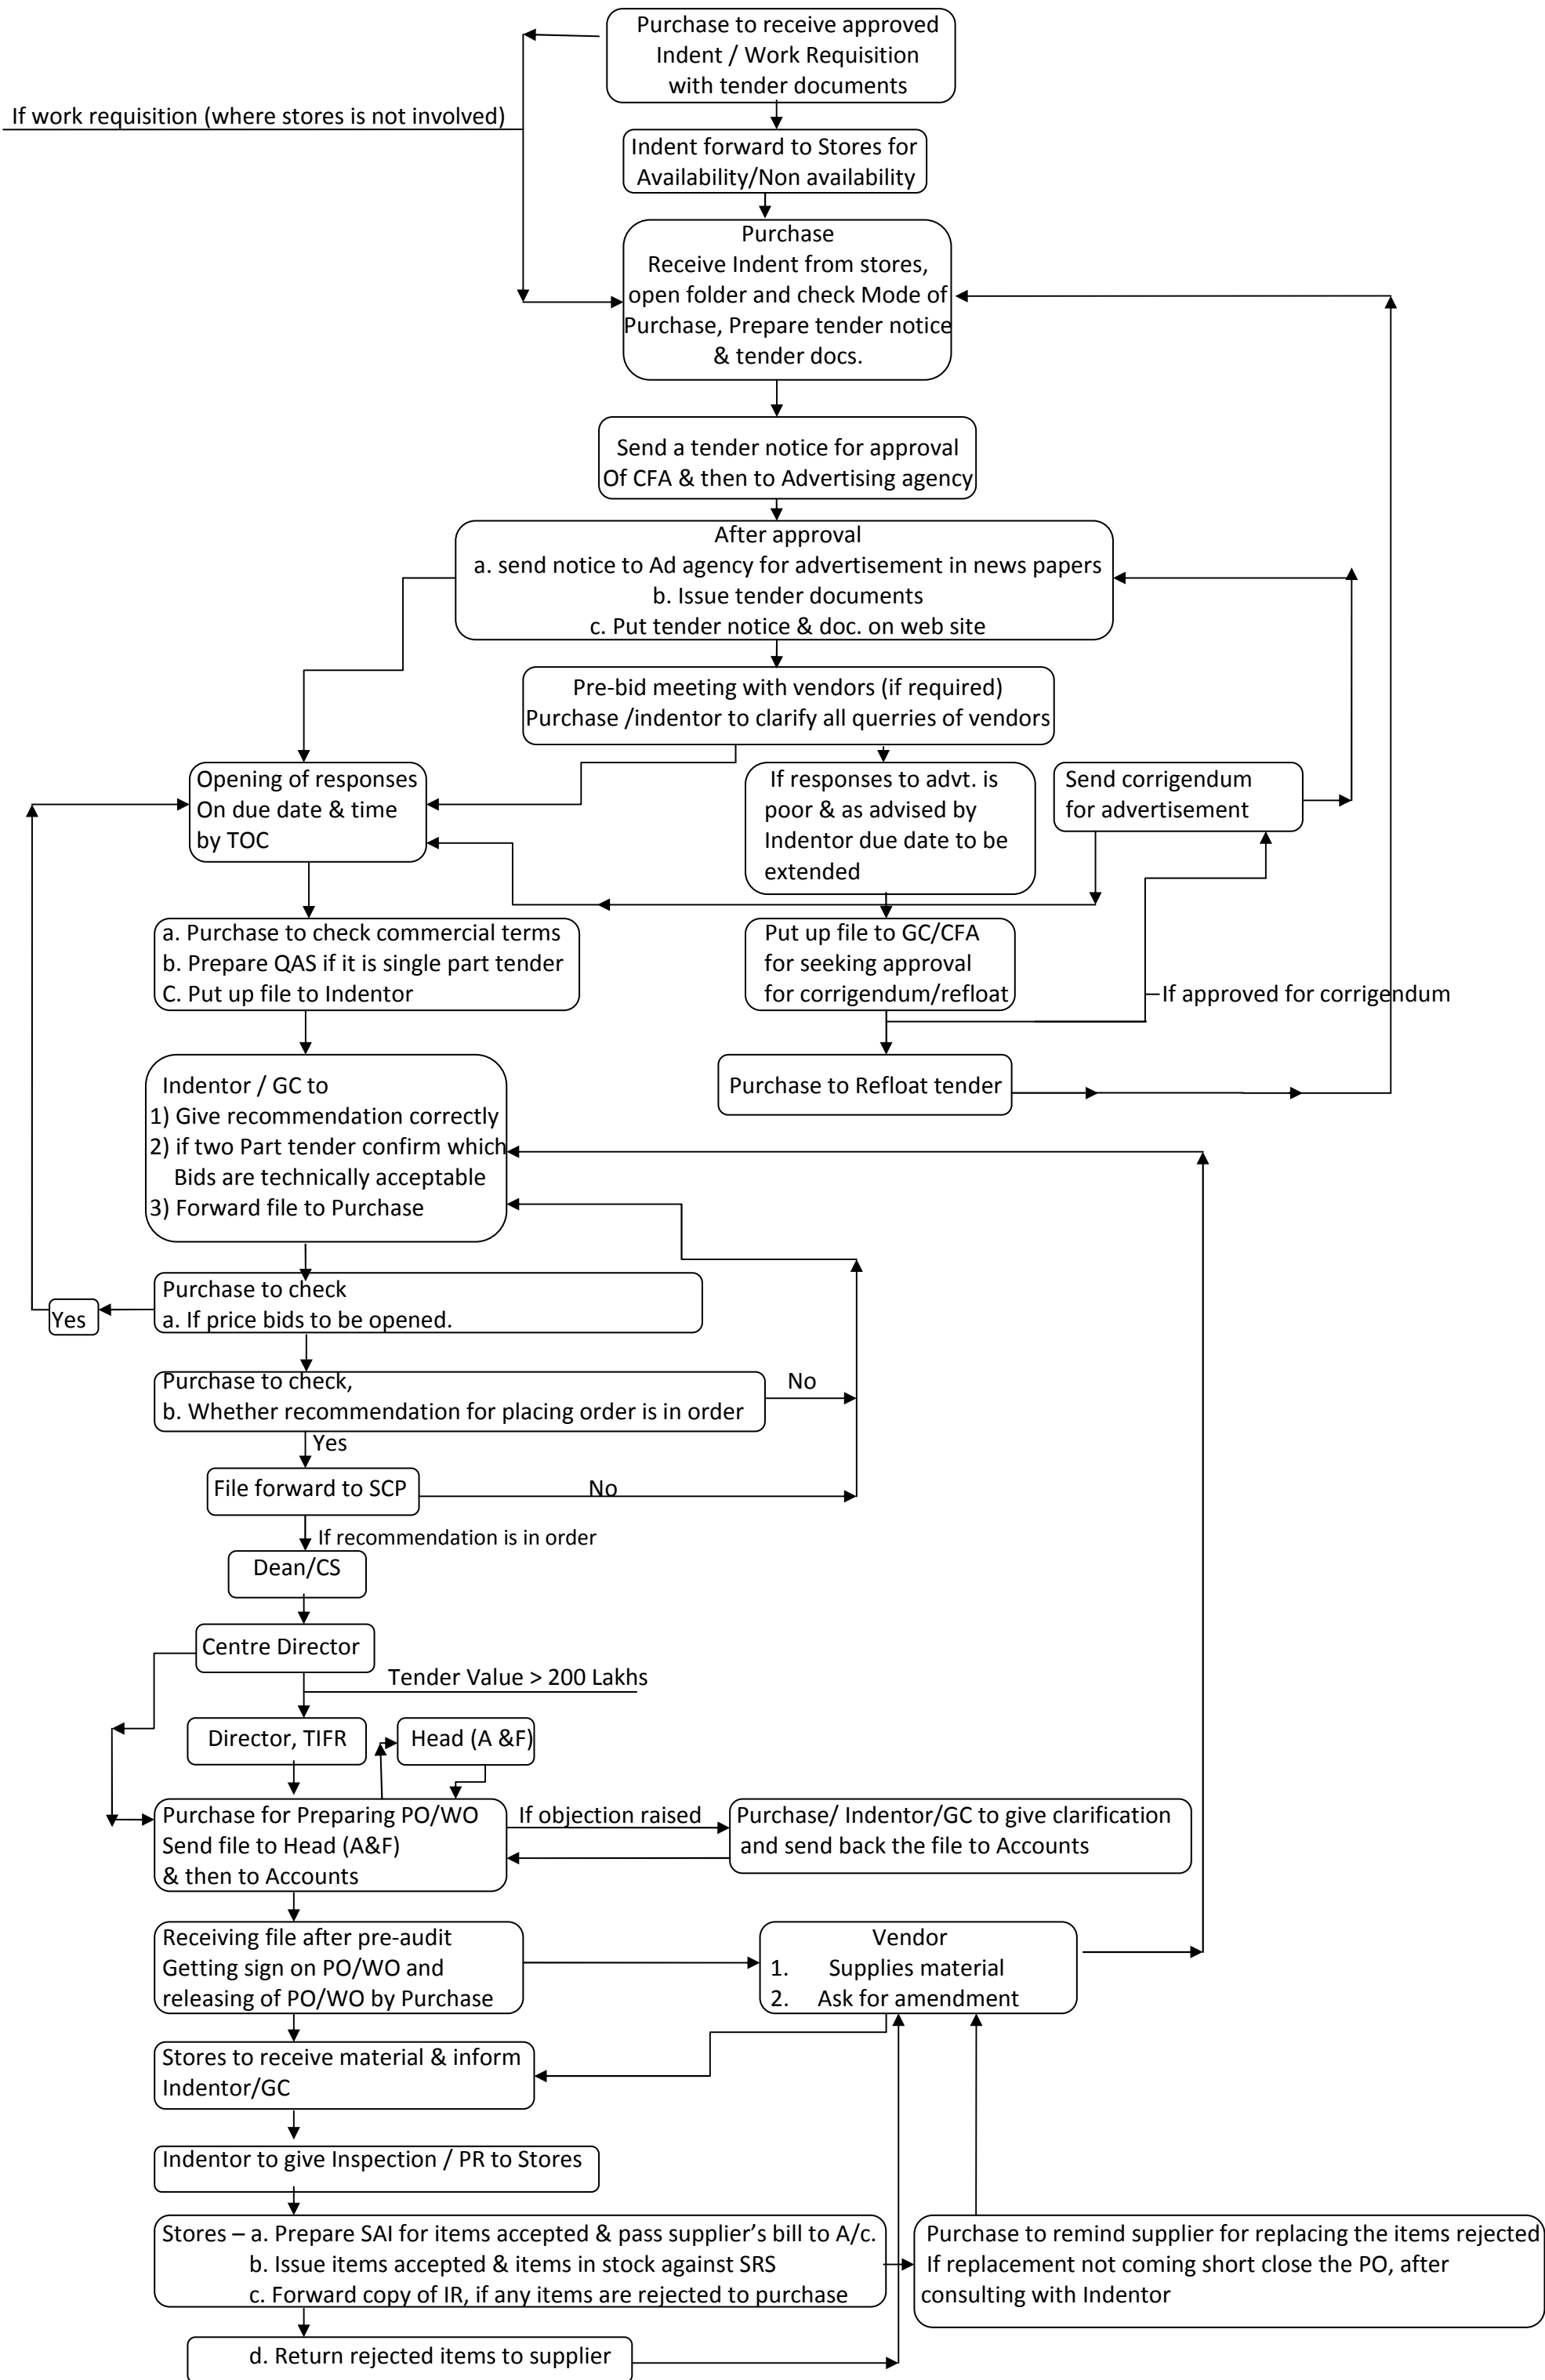 Purchase to receive approved
Indent / Work Requisition
with tender documents
If work requisition (where stores is not involved)
Indent forward to Stores for
Availability/Non availability
Purchase
Receive Indent from stores,
open folder and check Mode of
Purchase, Prepare tender notice
& tender docs.
Send a tender notice for approval
Of CFA & then to Advertising agency
After approval
a. send notice to Ad agency for advertisement in news papers
b. Issue tender documents
c. Put tender notice & doc. on web site
Pre-bid meeting with vendors (if required)
Purchase /indentor to clarify all querries of vendors
Opening of responses
On due date & time
by TOC
If responses to advt. is
poor & as advised by
Indentor due date to be
extended
Send corrigendum
for advertisement
a. Purchase to check commercial terms
b. Prepare QAS if it is single part tender
C. Put up file to Indentor
Put up file to GC/CFA
for seeking approval
for corrigendum/refloat
If approved for corrigendum
Indentor / GC to
1) Give recommendation correctly
2) if two Part tender confirm which
Bids are technically acceptable
3) Forward file to Purchase
Purchase to Refloat tender
Purchase to check
a. If price bids to be opened.
Yes
Purchase to check,
b. Whether recommendation for placing order is in order
No
Yes
File forward to SCP
No
If recommendation is in order
Dean/CS
Centre Director
Tender Value > 200 Lakhs
Director, TIFR
Head (A &F)
Purchase for Preparing PO/WO
Send file to Head (A&F)
& then to Accounts
If objection raised
Purchase/ Indentor/GC to give clarification
and send back the file to Accounts
Receiving file after pre-audit
Getting sign on PO/WO and
releasing of PO/WO by Purchase
Vendor
1. Supplies material
2. Ask for amendment
Stores to receive material & inform
Indentor/GC
Indentor to give Inspection / PR to Stores
Stores – a. Prepare SAI for items accepted & pass supplier's bill to A/c.
b. Issue items accepted & items in stock against SRS
c. Forward copy of IR, if any items are rejected to purchase
Purchase to remind supplier for replacing the items rejected
If replacement not coming short close the PO, after
consulting with Indentor
d. Return rejected items to supplier